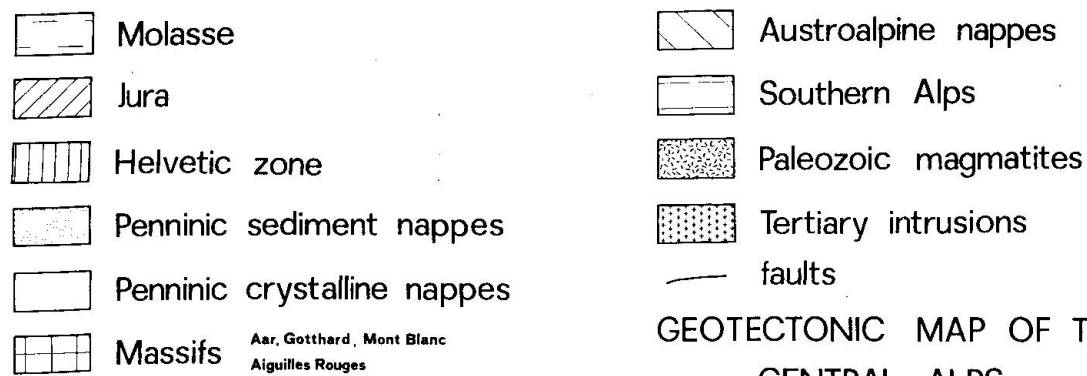 Molasse
Jura
Helvetic zone
Penninic sediment nappes
Penninic crystalline nappes
Massifs Aar, Gotthard, Mont Blanc
Aiguilles Rouges
Austroalpine nappes
Southern Alps
Paleozoic magmatites
Tertiary intrusions
faults
GEOTECTONIC MAP OF T
CENTRAL ALPS